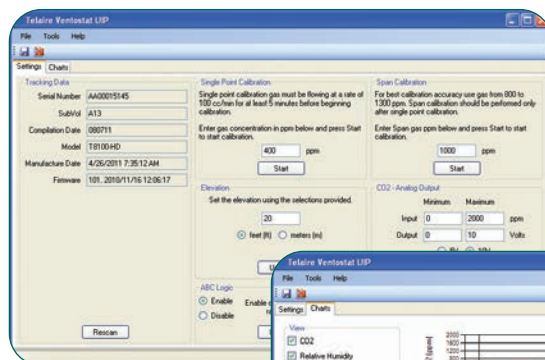 Telaire Ventostat UIP
File Tools Help
Settings Charts
Tracking Data
Serial Number AA00015145
SubVol A13
Compilation Date 080711
Model T8100-HD
Manufacture Date 4/26/2011 7:35:12 AM
Firmware 101. 2010/11/16 12:06:17
Rescan
Single Point Calibration
Single point calibration gas must be flowing at a rate of
100 cc/min for at least 5 minutes before beginning
calibration.
Enter gas concentration in ppm below and press Start
to start calibration.
400 ppm
Start
Span Calibration
For best calibration accuracy use gas from 800 to
1300 ppm. Span calibration should be performed only
after single point calibration.
Enter Span gas ppm below and press Start to start
calibration.
1000 ppm
Start
Elevation
Set the elevation using the selections provided.
20
feet (ft) meters (m)
CO2 - Analog Output
Minimum Maximum
Input 0 2000 ppm
Output 0 10 Volts
ABC Logic
Enable
Disable
Telaire Ventostat UIP
File Tools Help
Settings Charts
View
CO2
Relative Humidity
2000
1600
1200